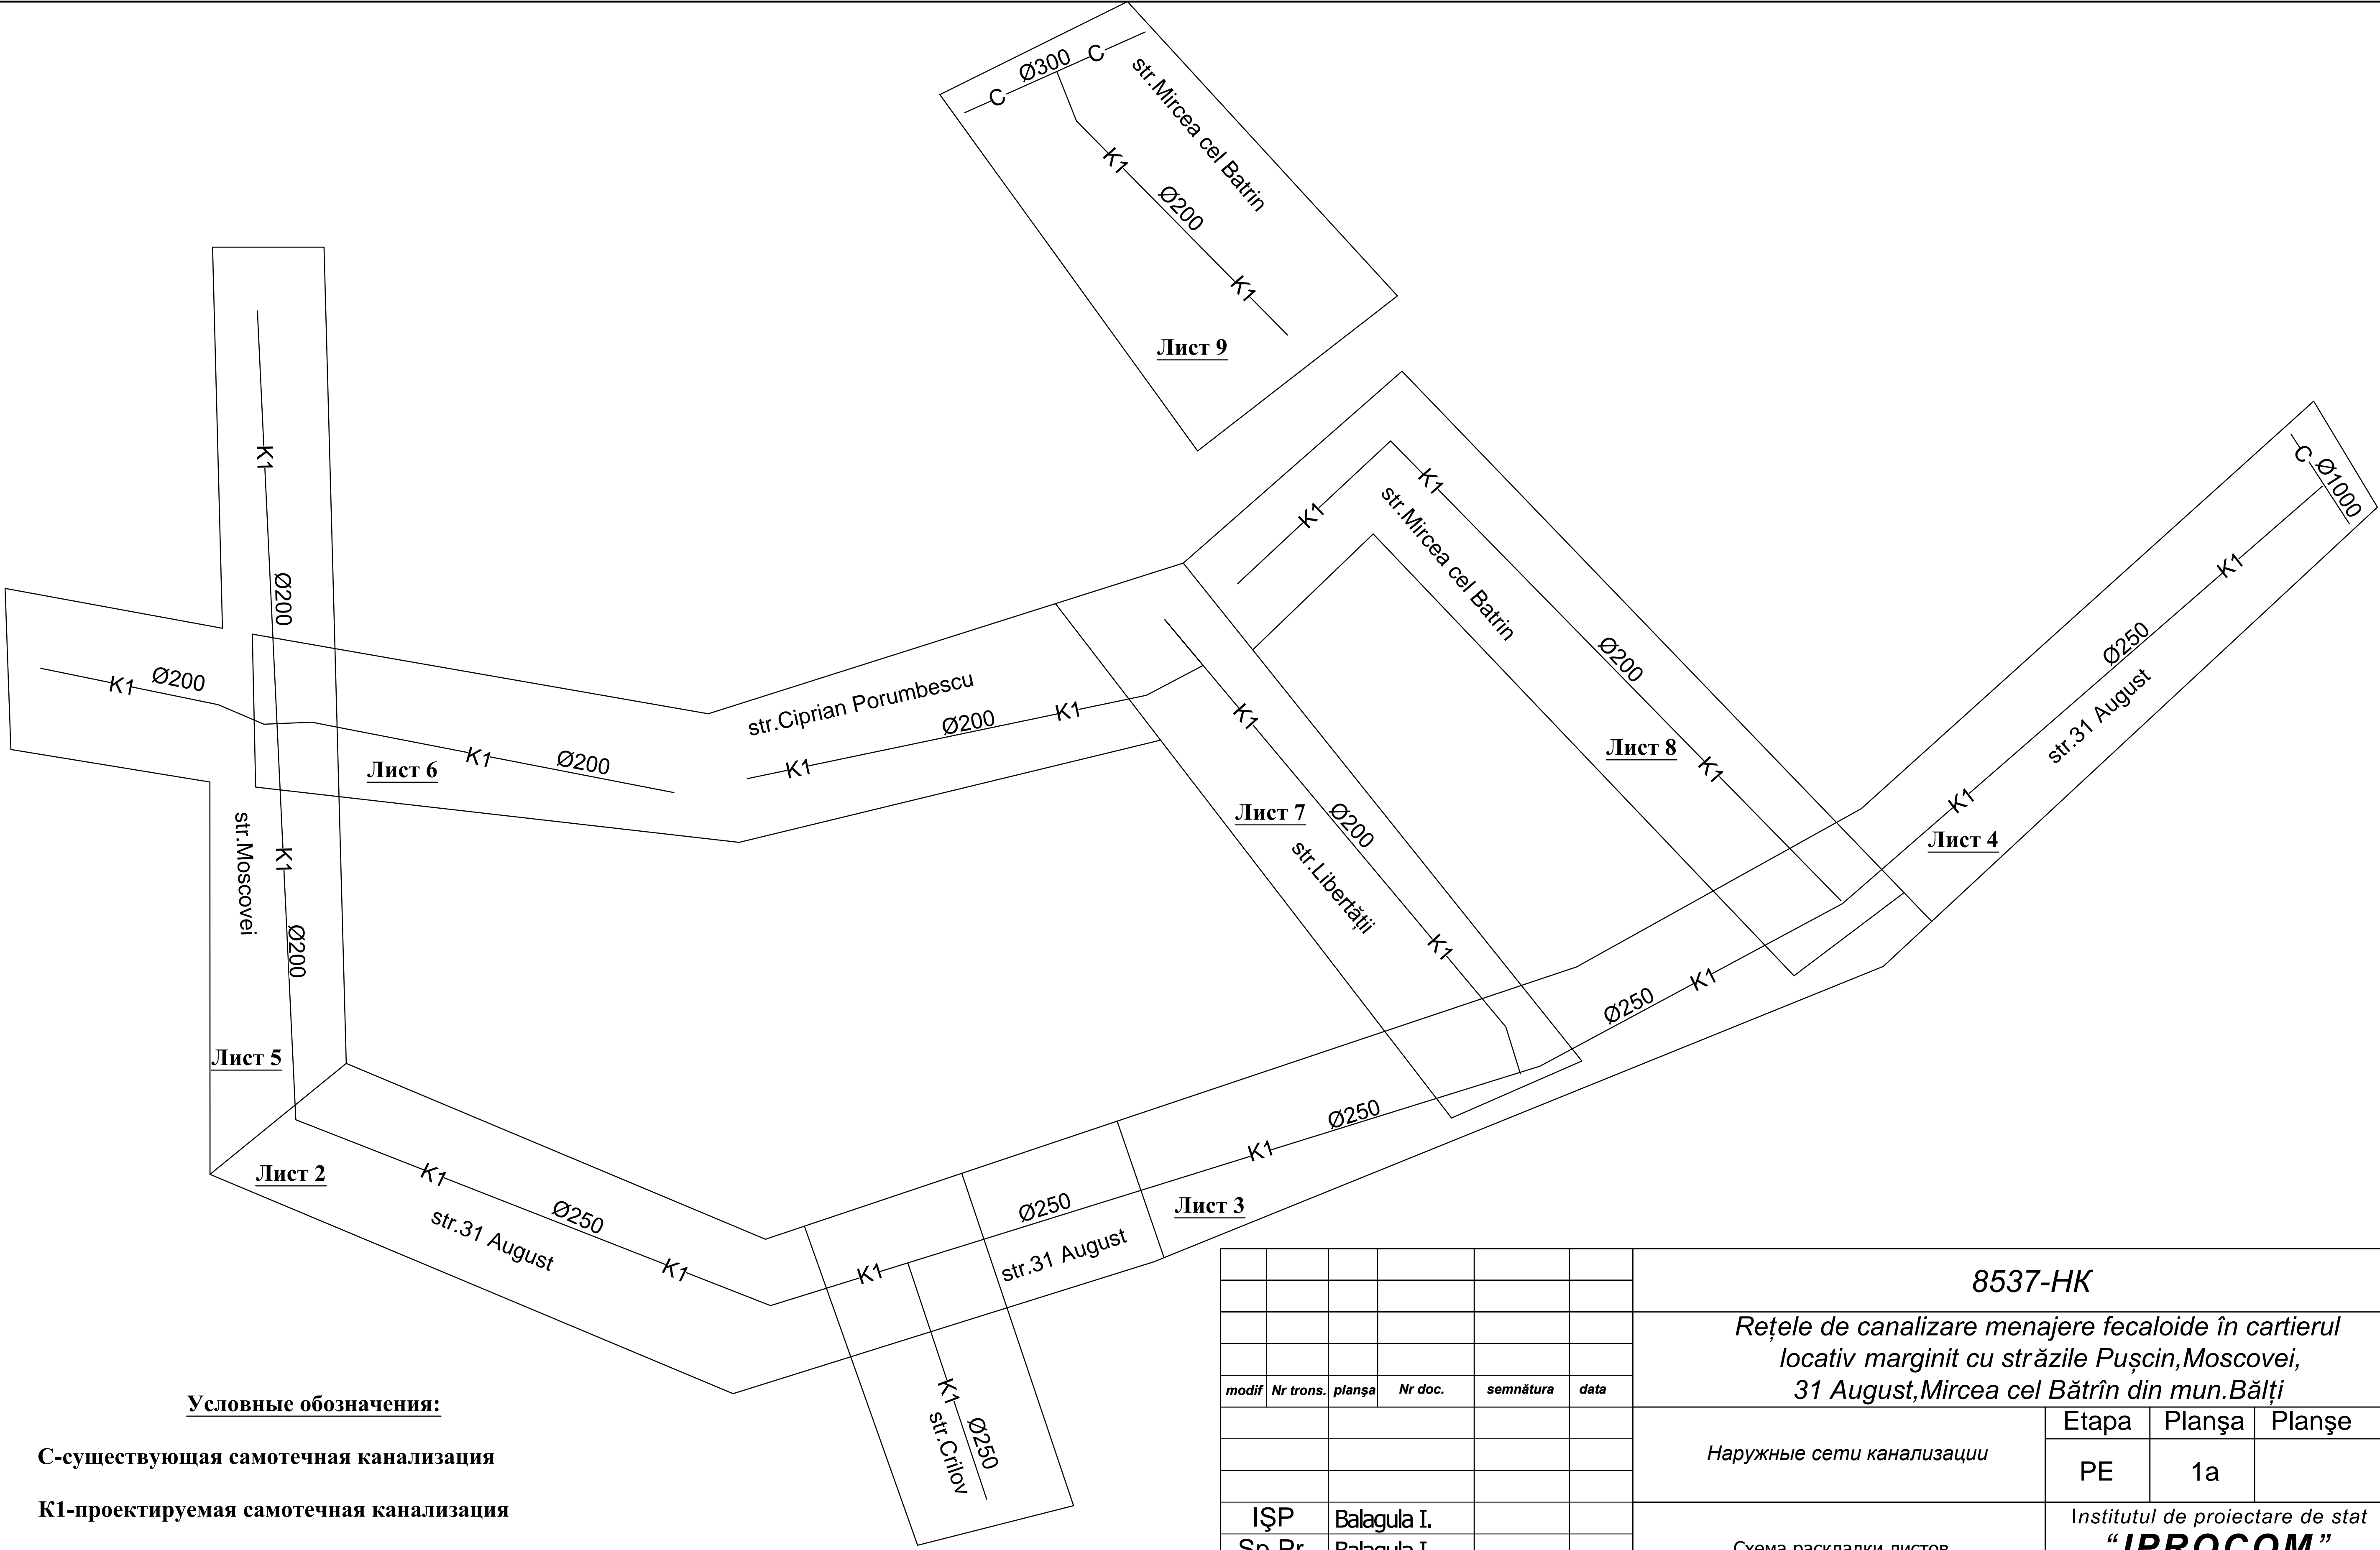 Ø300
C
C
str.Mircea cel Batrin
K1
Ø200
K1
Лист 9
K1
Ø200
K1
Ø200
K1
Ø200
Лист 6
K1
Ø200
str.Moscovei
K1
Ø200
Лист 5
str.Ciprian Porumbescu
K1
Ø200
K1
K1
K1
str.Mircea cel Batrin
Ø200
Лист 8
K1
K1
Лист 7
Ø200
str.Libertății
K1
C
Ø1000
K1
Ø250
str.31 August
K1
Лист 4
K1
Ø250
Лист 2
K1
Ø250
str.31 August
K1
K1
Ø250
str.31 August
K1
Ø250
Лист 3
K1
Ø250
str.Crilov
Условные обозначения:
С-существующая самотечная канализация
К1-проектируемая самотечная канализация
8537-НК
Rețele de canalizare menajere fecaloide în cartierul
locativ marginit cu străzile Pușcin,Moscovei,
31 August,Mircea cel Bătrîn din mun.Bălți
modif Nr trons. planşa Nr doc. semnătura data
Наружные сети канализации
Etapa Planşa Planşe
PE 1a
IŞP Balagula I.
Sp.Pr. Balagula I.
Схема раскладки листов
Institutul de proiectare de stat
“IPROCOM”